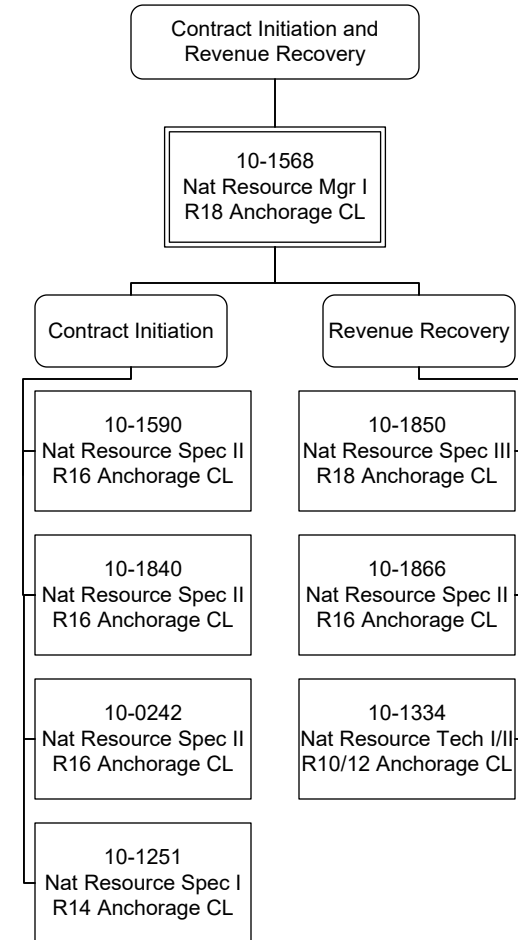 Contract Initiation and
Revenue Recovery
10-1568
Nat Resource Mgr I
R18 Anchorage CL
Contract Initiation
10-1590
Nat Resource Spec II
R16 Anchorage CL
10-1840
Nat Resource Spec II
R16 Anchorage CL
10-0242
Nat Resource Spec II
R16 Anchorage CL
10-1251
Nat Resource Spec I
R14 Anchorage CL
Revenue Recovery
10-1850
Nat Resource Spec III
R18 Anchorage CL
10-1866
Nat Resource Spec II
R16 Anchorage CL
10-1334
Nat Resource Tech I/II
R10/12 Anchorage CL